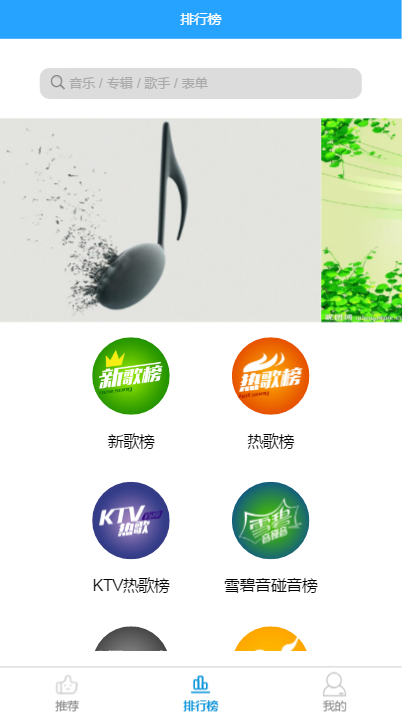 排行榜
音乐 / 专辑 / 歌手 / 表单
新歌榜
热歌榜
新歌榜
热歌榜
KTV
热歌
雪碧
音碰音
KTV热歌榜
雪碧音碰音榜
推荐
排行榜
我的